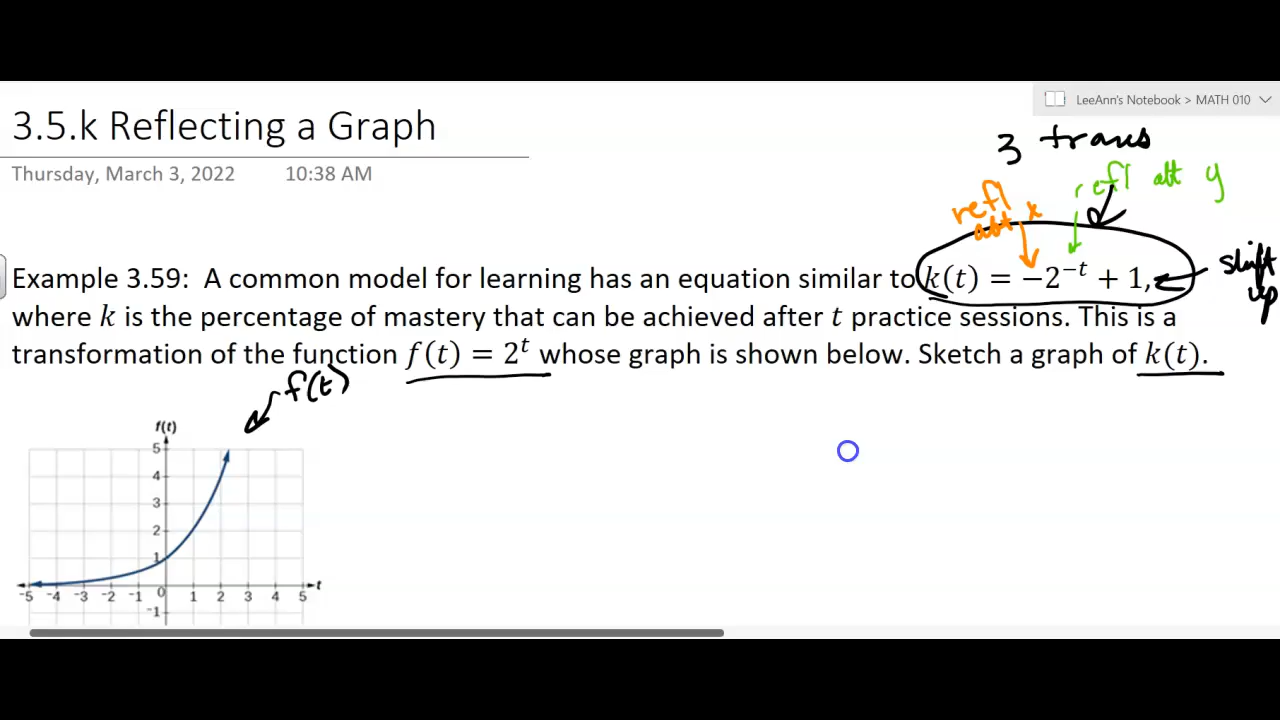 LeeAnn's Notebook > MATH 010
3.5.k Reflecting a Graph
Thursday, March 3, 2022 10:38 AM
3 trans
refl abt y
refl
abt x
shift
up
Example 3.59: A common model for learning has an equation similar to k(t) = −2⁻ᵗ + 1,
where k is the percentage of mastery that can be achieved after t practice sessions. This is a
transformation of the function f(t) = 2ᵗ whose graph is shown below. Sketch a graph of k(t).
f(t)
f(t)
5
4
3
2
1
-5 -4 -3 -2 -1 0 1 2 3 4 5 t
-1